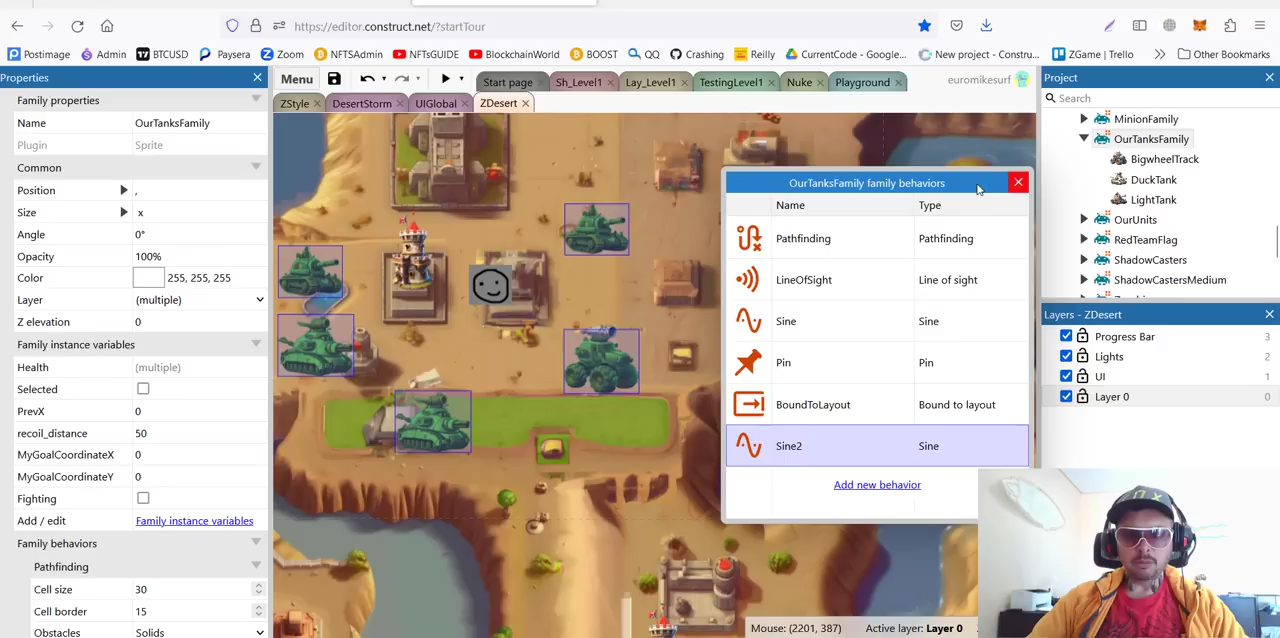 https://editor.construct.net/?startTour
Postimage Admin BTCUSD Paysera Zoom NFTSAdmin NFTsGUIDE BlockchainWorld BOOST QQ Crashing Reilly CurrentCode - Google... New project - Constru... ZGame | Trello Other Bookmarks
Properties
Menu
Start page Sh_Level1 Lay_Level1 TestingLevel1 Nuke Playground
euromikesurf
Project
ZStyle DesertStorm UIGlobal ZDesert
Search
Family properties
Name OurTanksFamily
Plugin Sprite
Common
Position ,
Size x
Angle 0°
Opacity 100%
Color 255, 255, 255
Layer (multiple)
Z elevation 0
Family instance variables
Health (multiple)
Selected
PrevX 0
recoil_distance 50
MyGoalCoordinateX 0
MyGoalCoordinateY 0
Fighting
Add / edit Family instance variables
Family behaviors
Pathfinding
Cell size 30
Cell border 15
Obstacles Solids
OurTanksFamily family behaviors
Name Type
Pathfinding Pathfinding
LineOfSight Line of sight
Sine Sine
Pin Pin
BoundToLayout Bound to layout
Sine2 Sine
Add new behavior
Mouse: (2201, 387) Active layer: Layer 0
MinionFamily
OurTanksFamily
BigwheelTrack
DuckTank
LightTank
OurUnits
RedTeamFlag
ShadowCasters
ShadowCastersMedium
Layers - ZDesert
Progress Bar 3
Lights 2
UI 1
Layer 0 0